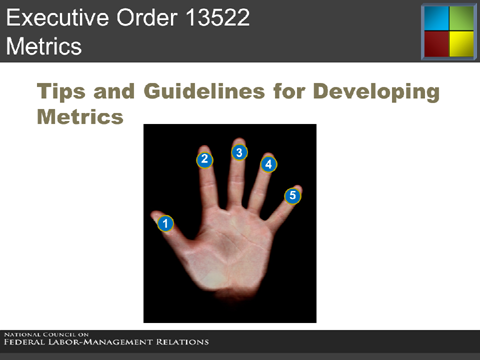 Executive Order 13522
Metrics
Tips and Guidelines for Developing
Metrics
1
2
3
4
5
NATIONAL COUNCIL ON
FEDERAL LABOR-MANAGEMENT RELATIONS